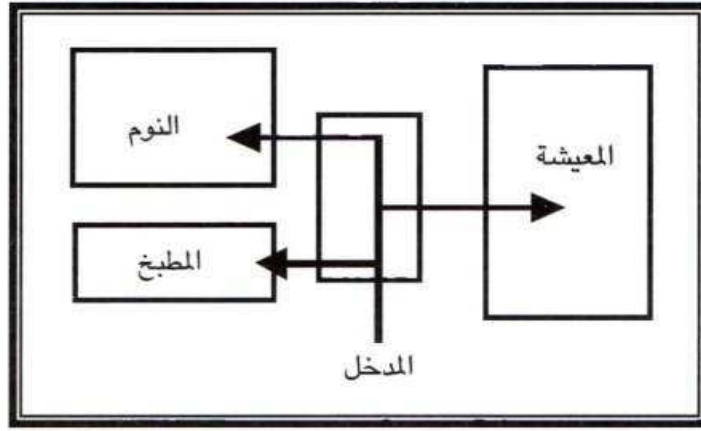 النوم
المعيشة
المطبخ
المدخل